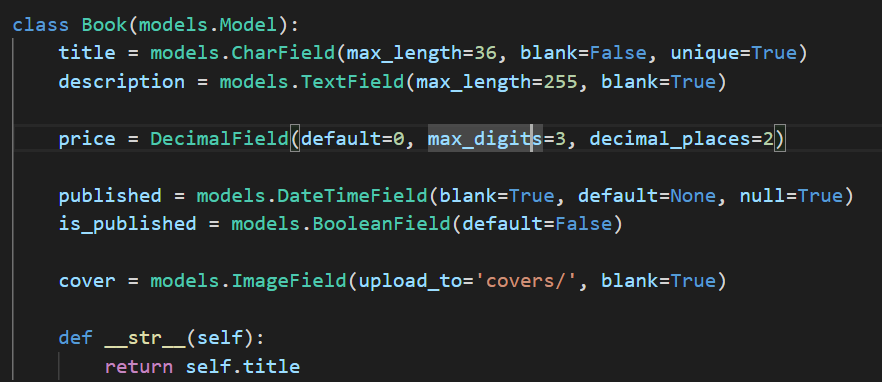 class Book(models.Model):
    title = models.CharField(max_length=36, blank=False, unique=True)
    description = models.TextField(max_length=255, blank=True)
    price = DecimalField(default=0, max_digits=3, decimal_places=2)
    published = models.DateTimeField(blank=True, default=None, null=True)
    is_published = models.BooleanField(default=False)
    cover = models.ImageField(upload_to='covers/', blank=True)
    def __str__(self):
        return self.title